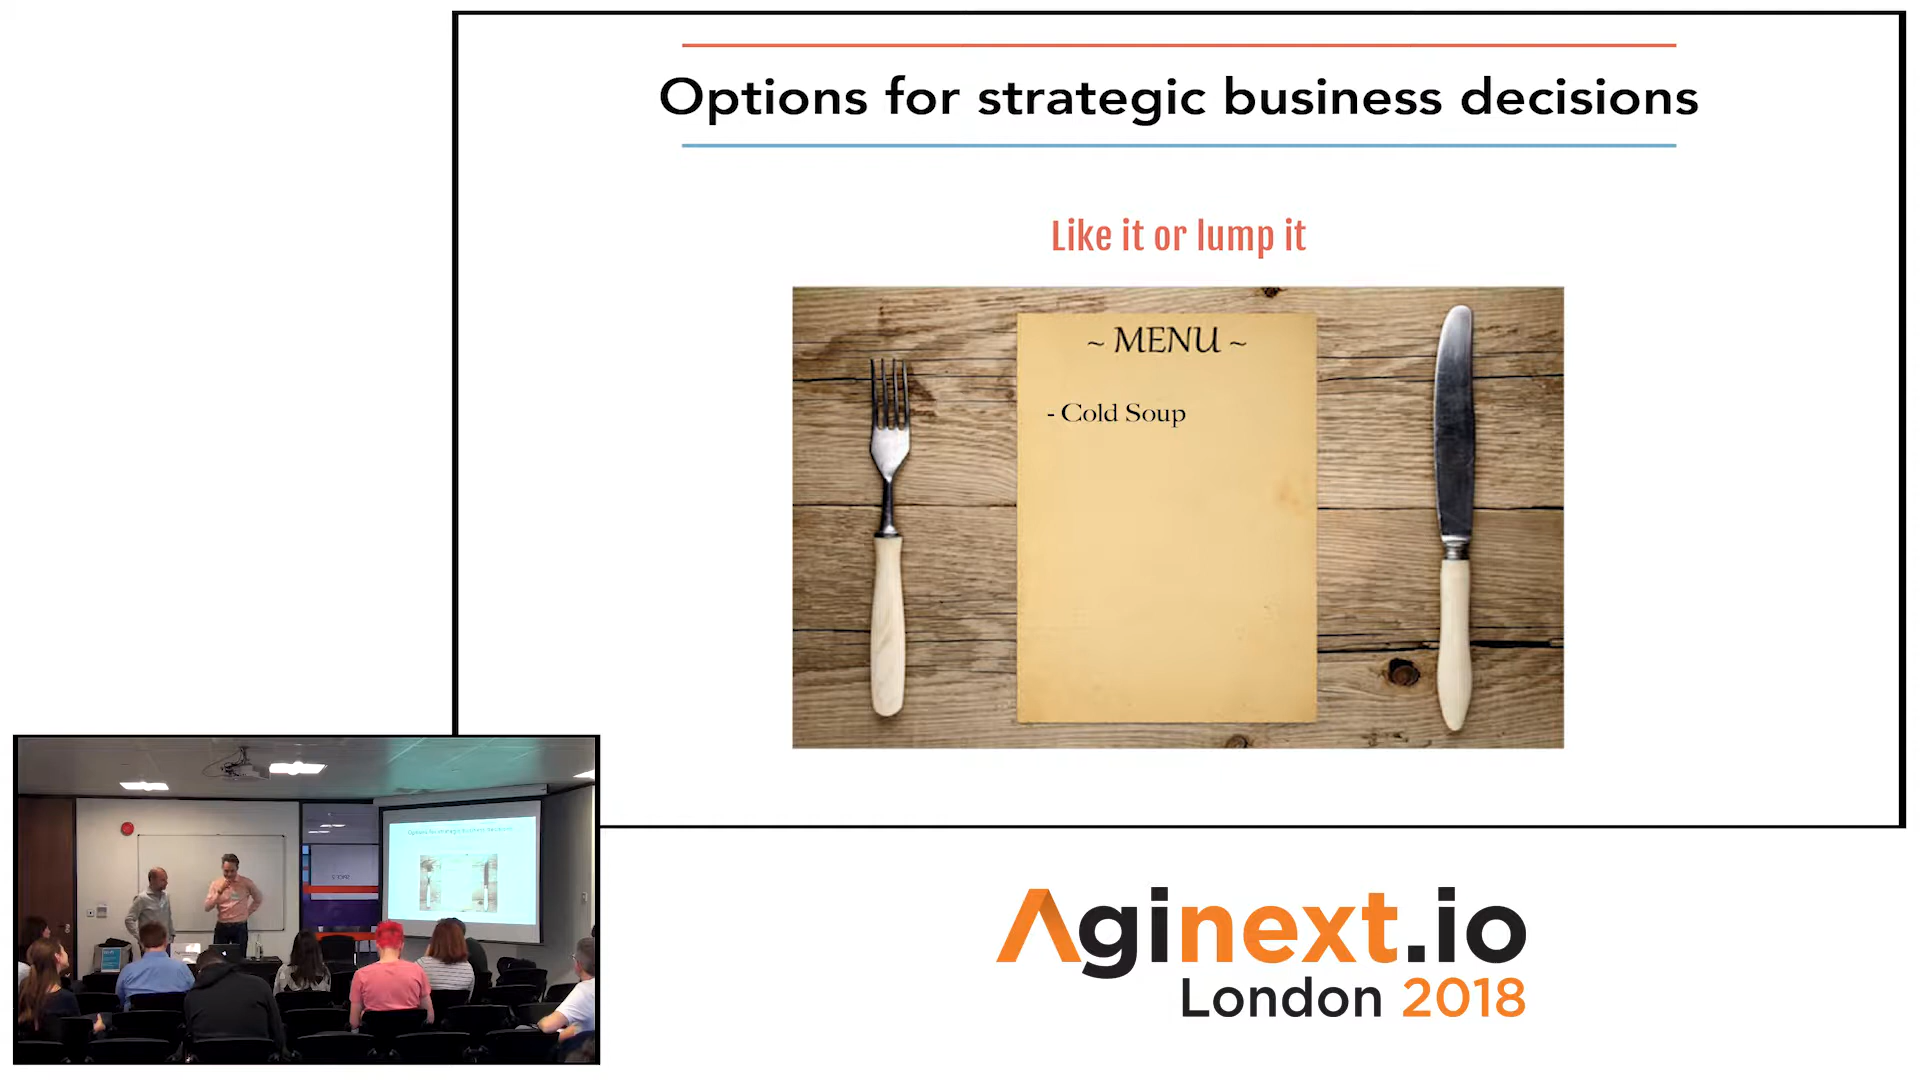 Options for strategic business decisions
Like it or lump it
~ MENU ~
- Cold Soup
Aginext.io
London 2018